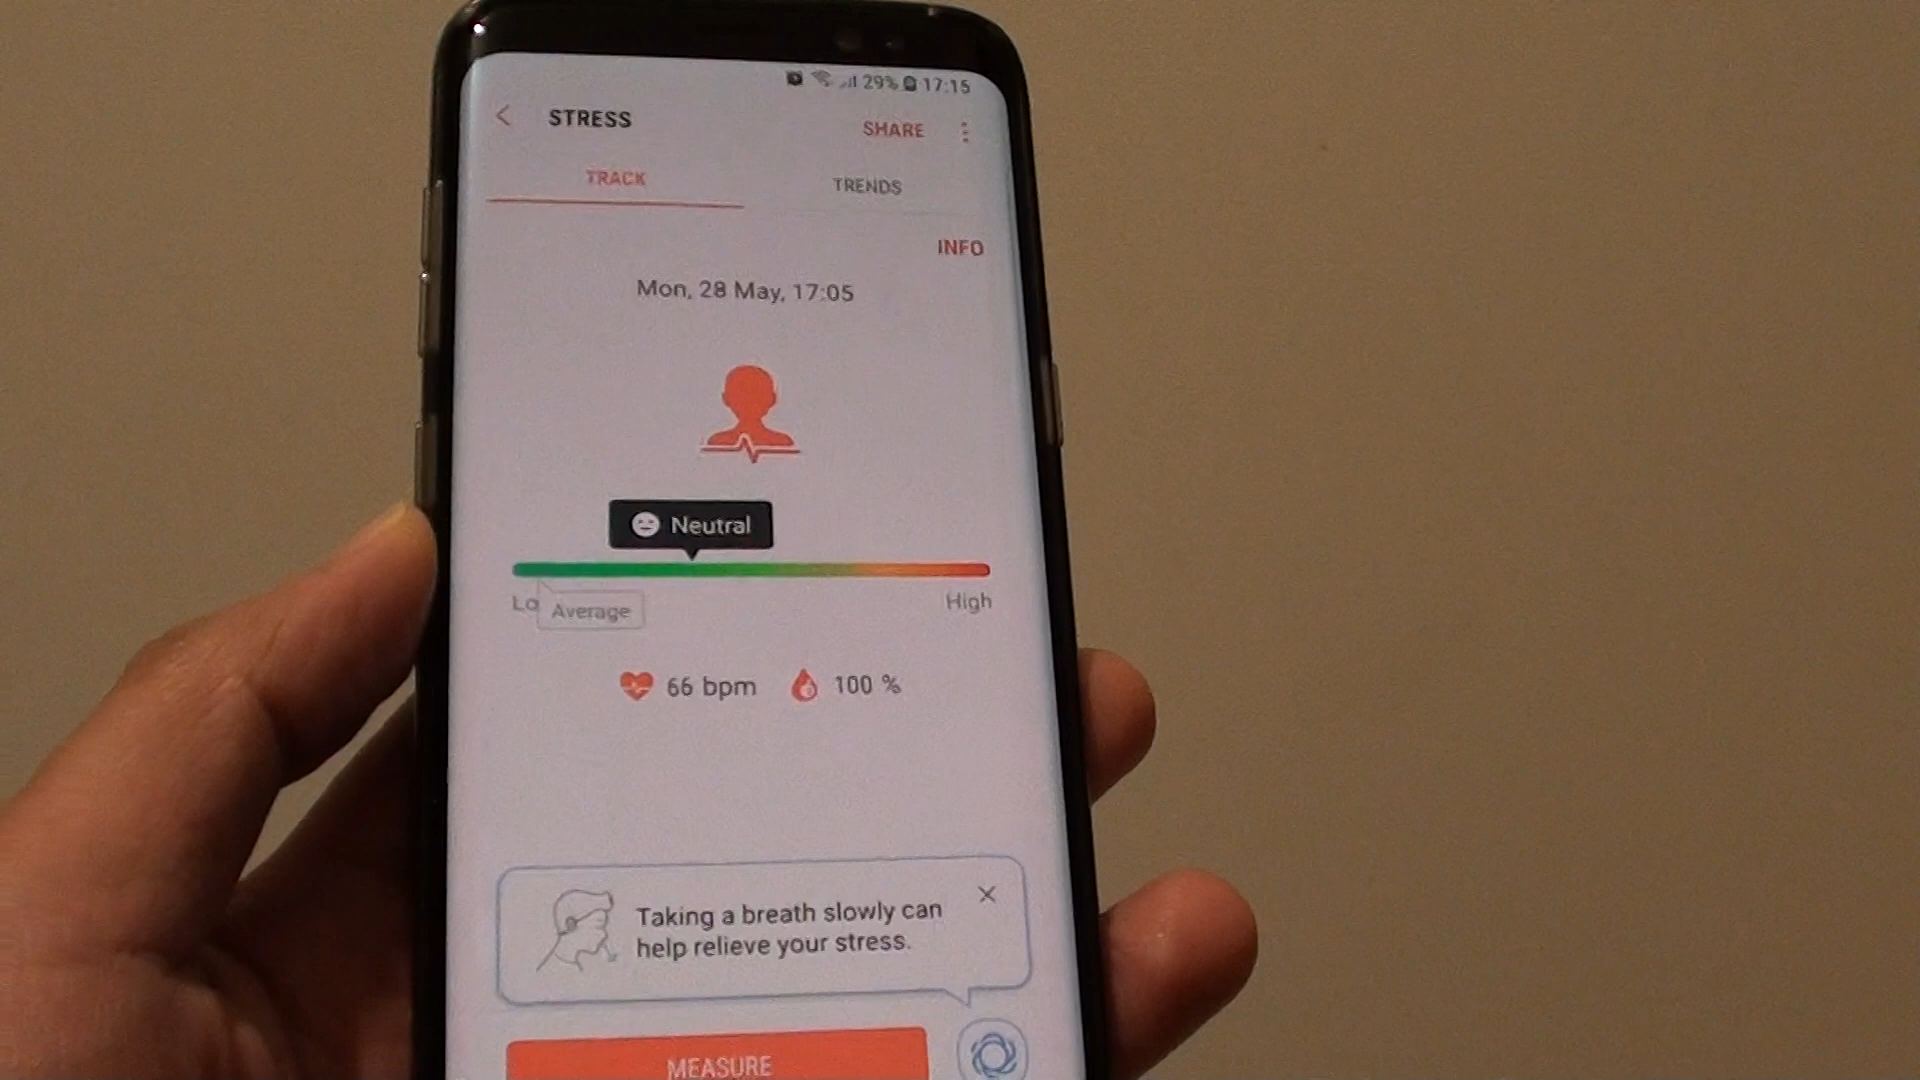 29% 17:15
STRESS
SHARE
TRACK
TRENDS
INFO
Mon, 28 May, 17:05
Neutral
Lo
Average
High
66 bpm 100 %
Taking a breath slowly can
help relieve your stress.
MEASURE